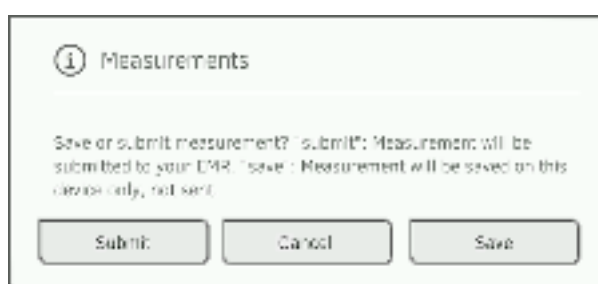 Measurements
Save or submit measurement? "submit": Measurement will be
submitted to your EMR. "save": Measurement will be saved on this
device only, not sent
Submit
Cancel
Save